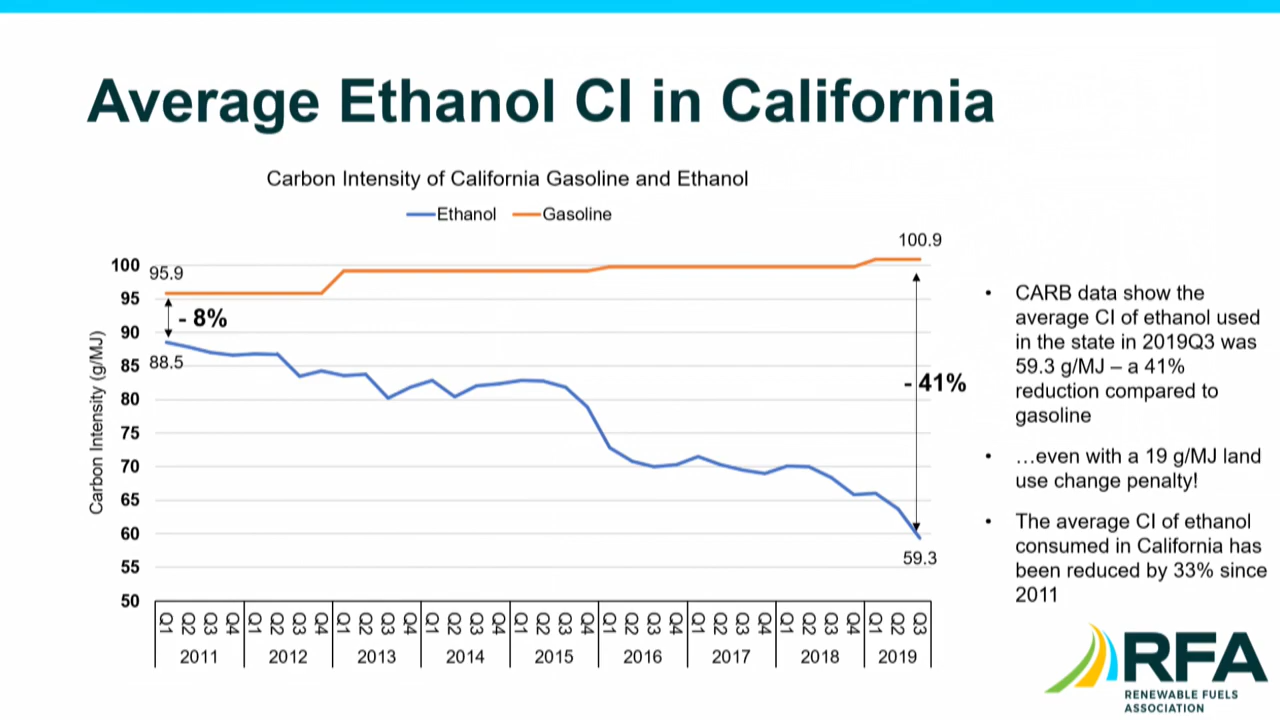 Average Ethanol CI in California
Carbon Intensity of California Gasoline and Ethanol
Ethanol Gasoline
100.9
100
95.9
95
- 8%
90
88.5
85
80
75
70
65
60
55
50
- 41%
59.3
Carbon Intensity (g/MJ)
Q1 Q2 Q3 Q4 Q1 Q2 Q3 Q4 Q1 Q2 Q3 Q4 Q1 Q2 Q3 Q4 Q1 Q2 Q3 Q4 Q1 Q2 Q3 Q4 Q1 Q2 Q3 Q4 Q1 Q2 Q3 Q4 Q1 Q2 Q3
2011 2012 2013 2014 2015 2016 2017 2018 2019
• CARB data show the
average CI of ethanol used
in the state in 2019Q3 was
59.3 g/MJ – a 41%
reduction compared to
gasoline
• …even with a 19 g/MJ land
use change penalty!
• The average CI of ethanol
consumed in California has
been reduced by 33% since
2011
RFA
RENEWABLE FUELS
ASSOCIATION